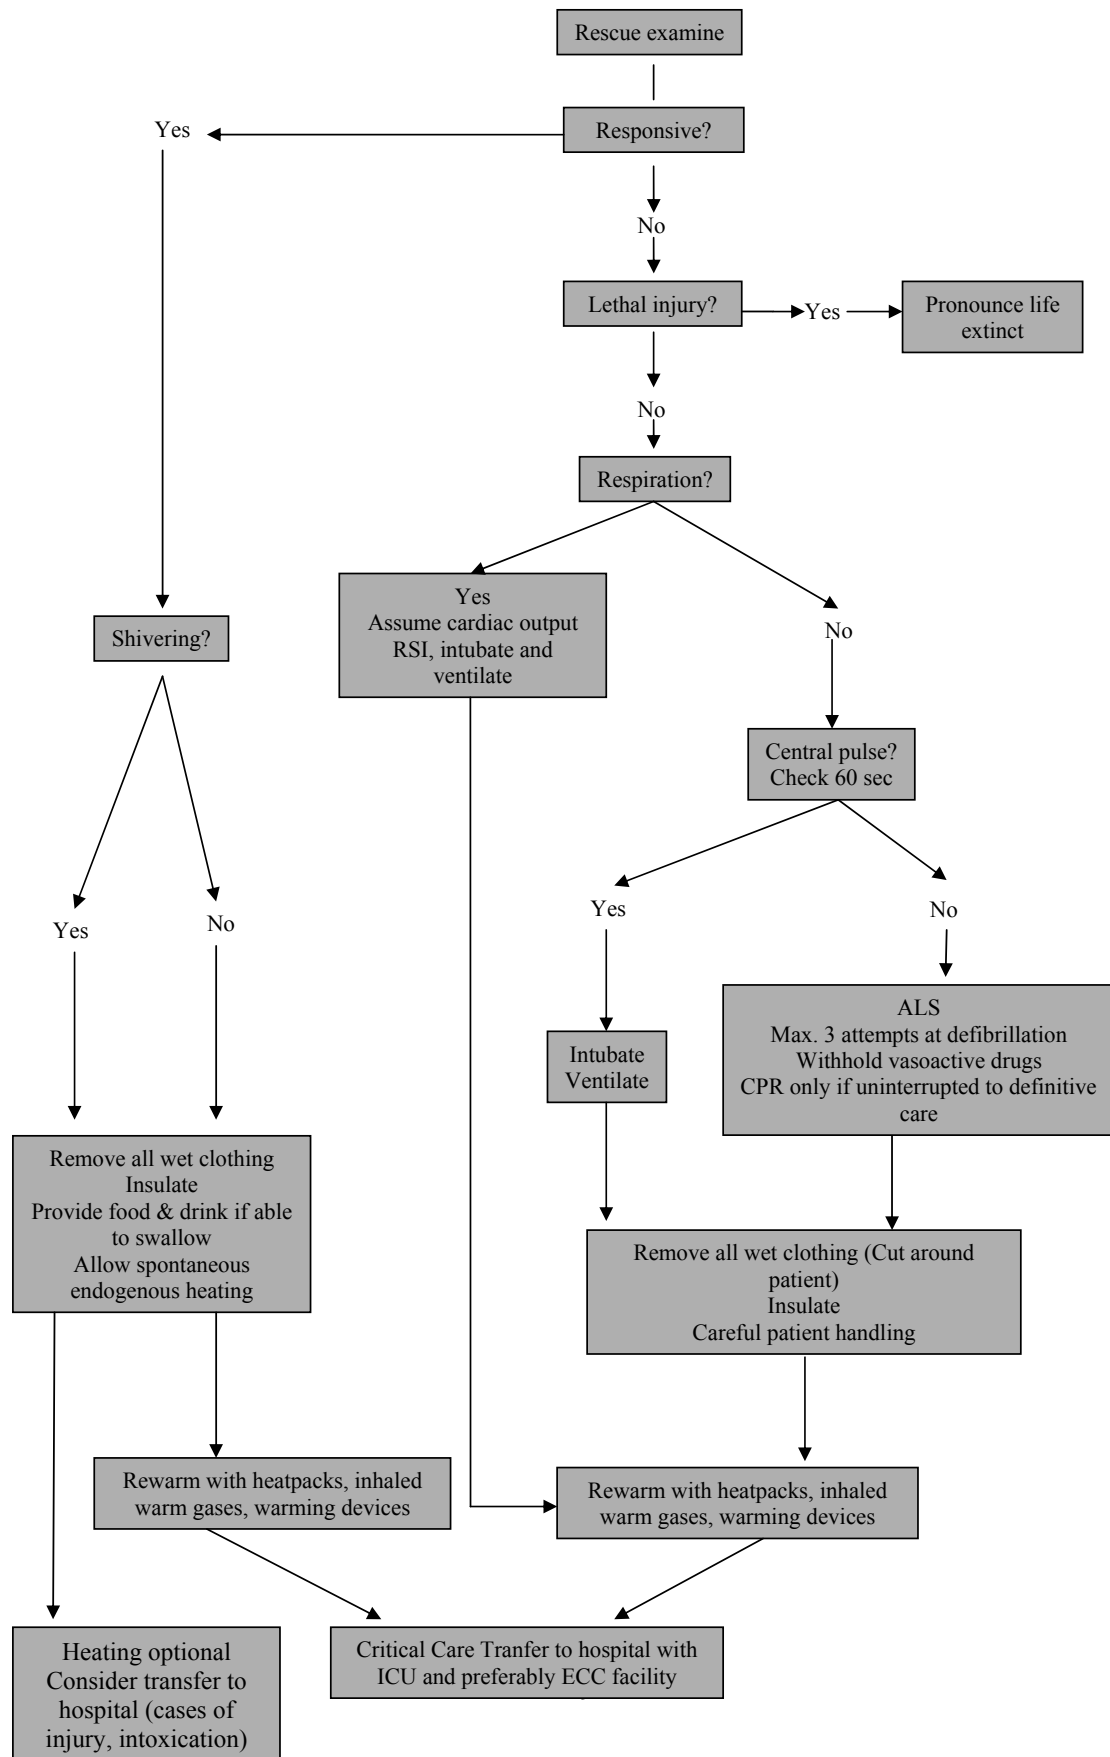 Rescue examine
Yes
Responsive?
No
Lethal injury?
Yes
Pronounce life
extinct
No
Respiration?
Yes
Assume cardiac output
RSI, intubate and
ventilate
No
Shivering?
Central pulse?
Check 60 sec
Yes
No
Yes
No
ALS
Max. 3 attempts at defibrillation
Withhold vasoactive drugs
CPR only if uninterrupted to definitive
care
Intubate
Ventilate
Remove all wet clothing
Insulate
Provide food & drink if able
to swallow
Allow spontaneous
endogenous heating
Remove all wet clothing (Cut around
patient)
Insulate
Careful patient handling
Rewarm with heatpacks, inhaled
warm gases, warming devices
Rewarm with heatpacks, inhaled
warm gases, warming devices
Heating optional
Consider transfer to
hospital (cases of
injury, intoxication)
Critical Care Tranfer to hospital with
ICU and preferably ECC facility